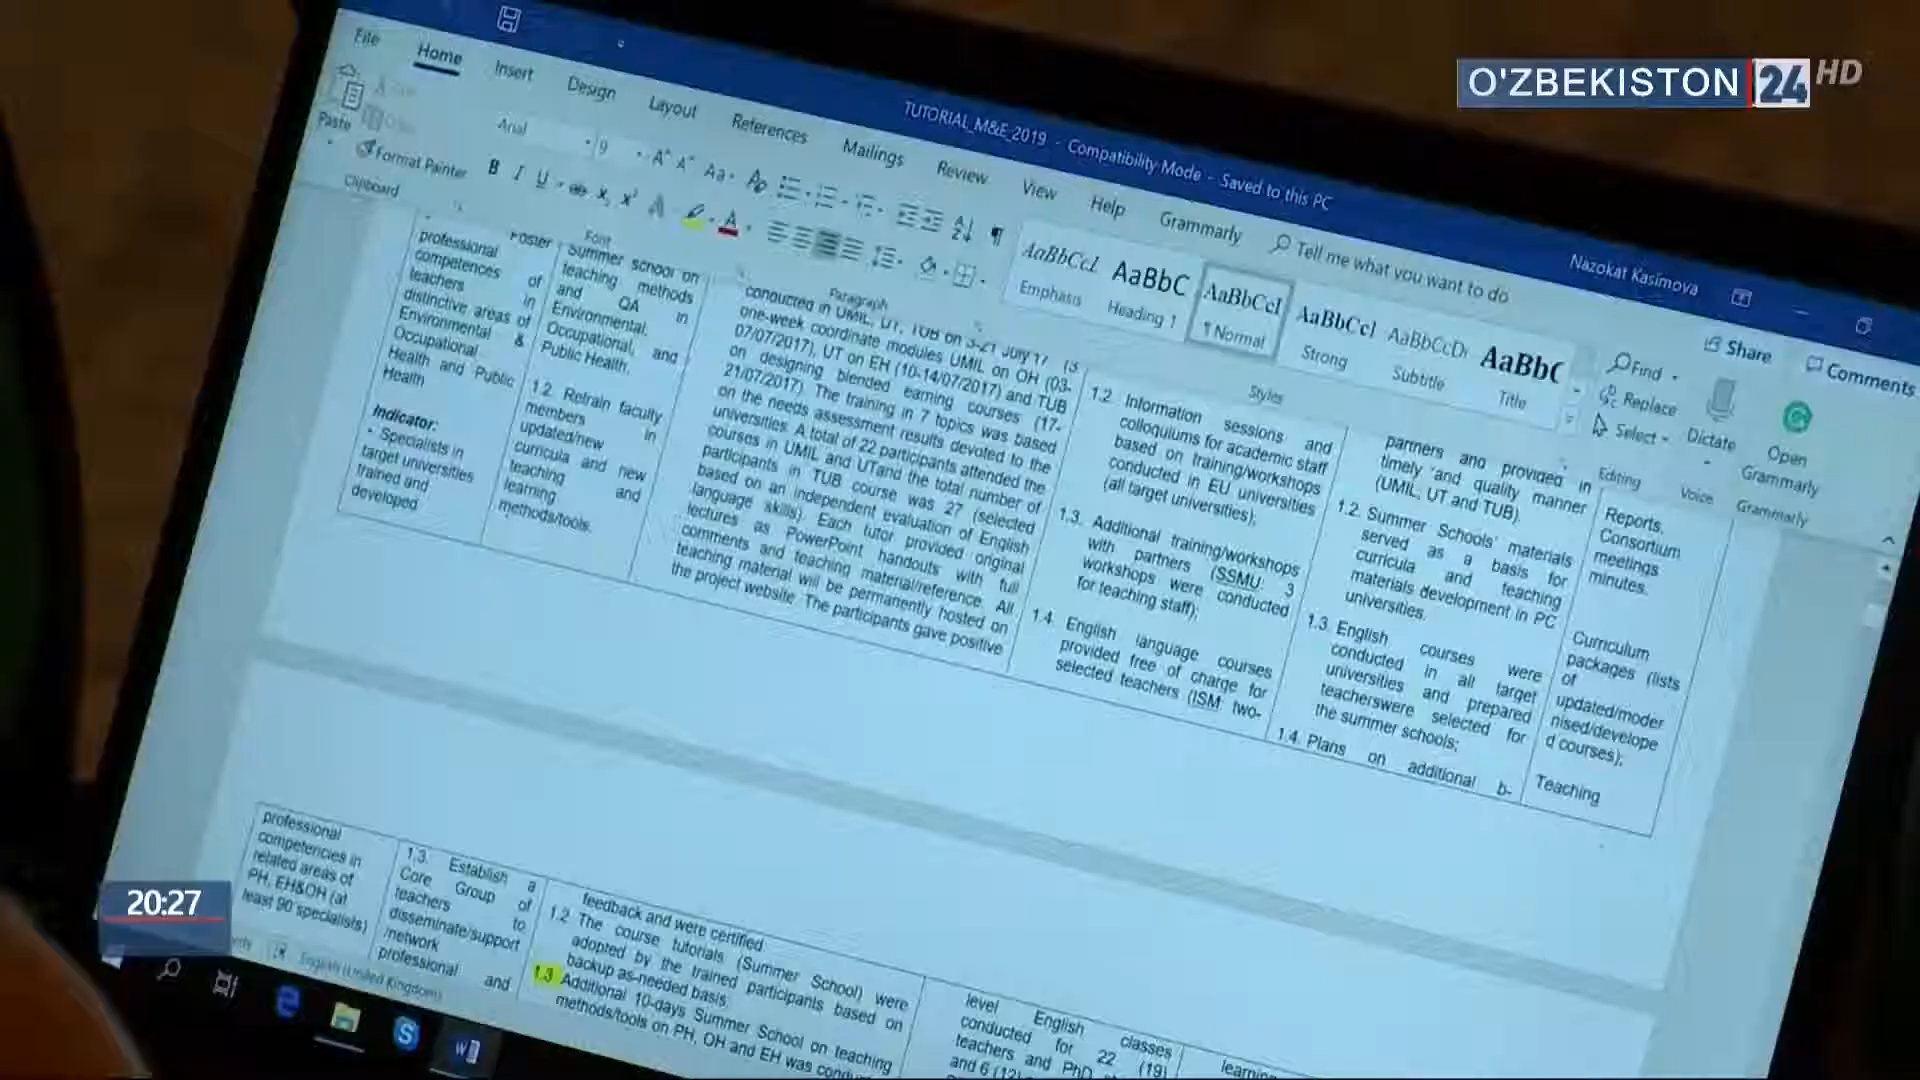 O'ZBEKISTON 24 HD
TUTORIAL_M&E_2019 - Compatibility Mode - Saved to this PC
Nazokat Kasimova
File Home Insert Design Layout References Mailings Review View Help Grammarly Tell me what you want to do
Share Comments
Paste
Format Painter
Clipboard
Arial 9
Font
Paragraph
AaBbCcI AaBbC AaBbCcI AaBbCcI AaBbCcDi AaBb(
Emphasis Heading 1 ¶ Normal Strong Subtitle Title
Styles
Find
Replace
Select
Editing
Dictate
Voice
Open
Grammarly
Grammarly
Foster
professional
competences of
teachers in
distinctive areas of
Environmental &
Occupational
Health and Public
Health
Indicator:
- Specialists in
target universities
trained and
developed
Summer school on
teaching methods
and QA in
Environmental,
Occupational, and
Public Health.
1.2. Retrain faculty
members in
updated/new
curricula and new
teaching and
learning
methods/tools.
conducted in UMIL, UT, TUB on 3-21 July 17 (3
one-week coordinate modules UMIL on OH (03-
07/07/2017), UT on EH (10-14/07/2017) and TUB
on designing blended earning courses (17-
21/07/2017). The training in 7 topics was based
on the needs assessment results devoted to the
universities. A total of 22 participants attended the
courses in UMIL and UTand the total number of
participants in TUB course was 27 (selected
based on an independent evaluation of English
language skills). Each tutor provided original
lectures as PowerPoint handouts with full
comments and teaching material/reference. All
teaching material will be permanently hosted on
the project website. The participants gave positive
1.2. Information sessions and
colloquiums for academic staff
based on training/workshops
conducted in EU universities
(all target universities);
1.3. Additional training/workshops
with partners (SSMU: 3
workshops were conducted
for teaching staff);
1.4. English language courses
provided free of charge for
selected teachers (ISM: two-
partners and provided in
timely and quality manner
(UMIL, UT and TUB).
1.2. Summer Schools' materials
served as a basis for
curricula and teaching
materials development in PC
universities.
1.3. English courses were
conducted in all target
universities and prepared
teacherswere selected for
the summer schools;
1.4. Plans on additional b-
Reports,
Consortium
meetings
minutes.
Curriculum
packages (lists
of
updated/moder
nised/develope
d courses);
Teaching
professional
competencies in
related areas of
PH, EH&OH (at
least 90 specialists)
1.3. Establish a
Core Group of
teachers to
disseminate/support
/network
professional and
feedback and were certified.
1.2 The course tutorials (Summer School) were
adopted by the trained participants based on
backup as-needed basis.
1.3. Additional 10-days Summer School on teaching
methods/tools on PH, OH and EH was
level English classes
conducted for 22 (19)
teachers and PhD
and 6 (12)
learning
English (United Kingdom)
20:27